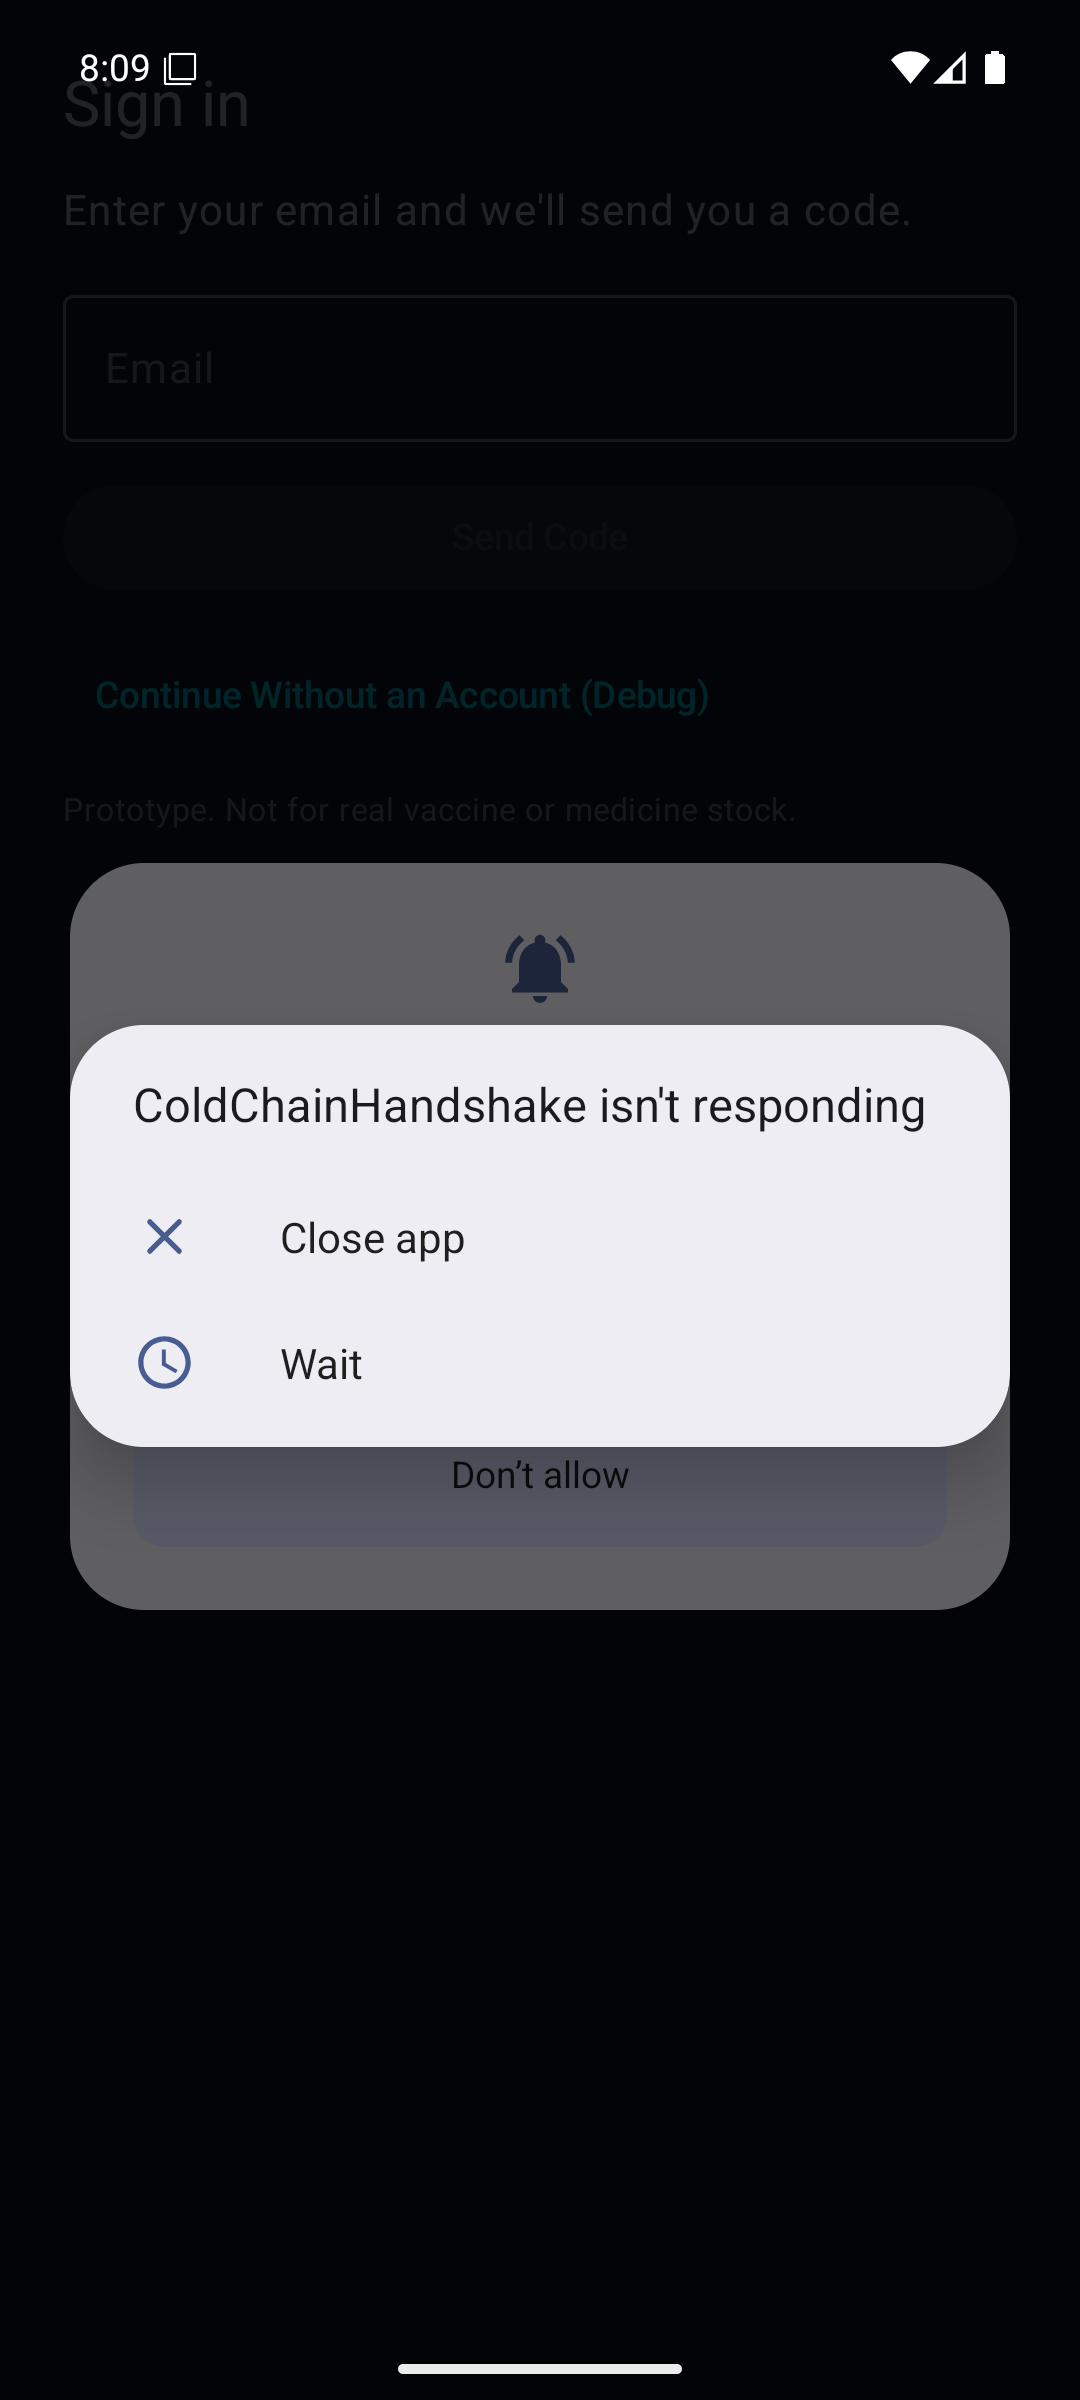 8:09
Sign in
Enter your email and we'll send you a code.
Email
Send Code
Continue Without an Account (Debug)
Prototype. Not for real vaccine or medicine stock.
ColdChainHandshake isn't responding
Close app
Wait
Don’t allow